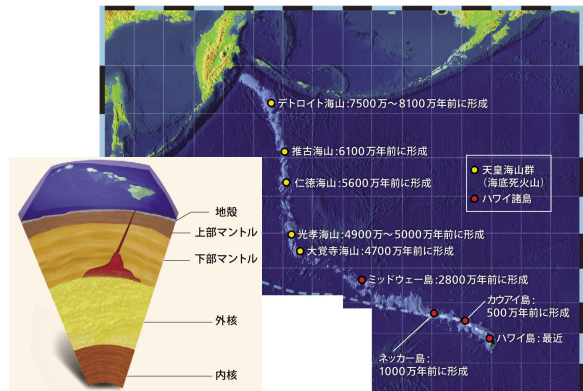 デトロイト海山:7500万〜8100万年前に形成
推古海山:6100万年前に形成
仁徳海山:5600万年前に形成
光孝海山:4900万〜5000万年前に形成
大覚寺海山:4700万年前に形成
ミッドウェー島:2800万年前に形成
カウアイ島:
500万年前に形成
ハワイ島:最近
ネッカー島:
1000万年前に形成
天皇海山群
(海底死火山)
ハワイ諸島
地殻
上部マントル
下部マントル
外核
内核